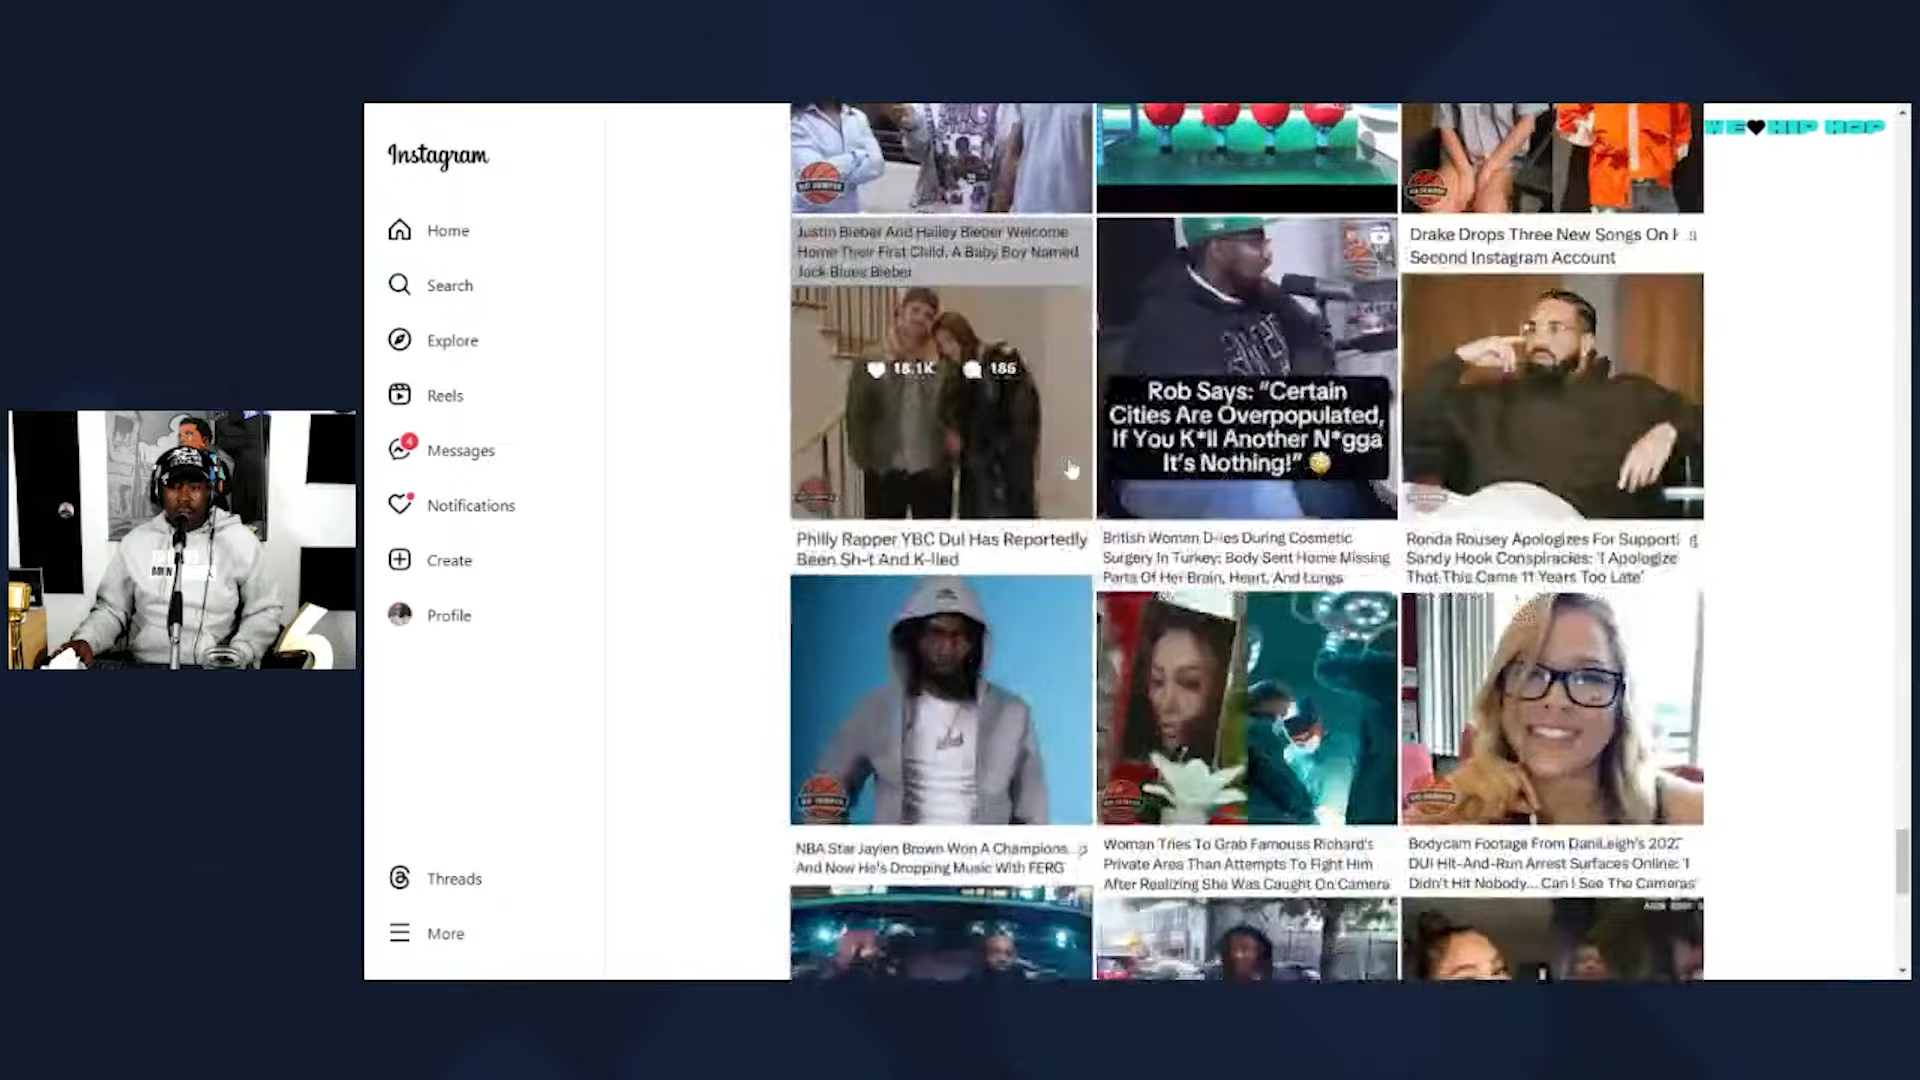 Instagram
Home
Search
Explore
Reels
4
Messages
Notifications
Create
Profile
Threads
More
WE HIP HOP
Justin Bieber And Hailey Bieber Welcome
Home Their First Child, A Baby Boy Named
Jack Blues Bieber
18.1K 185
Rob Says: "Certain
Cities Are Overpopulated,
If You K*ll Another N*gga
It's Nothing!"
Drake Drops Three New Songs On
Second Instagram Account
Philly Rapper YBC Dul Has Reportedly
Been Sh-t And K-lled
British Woman D-ies During Cosmetic
Surgery In Turkey; Body Sent Home Missing
Parts Of Her Brain, Heart, And Lungs
Ronda Rousey Apologizes For Supporti g
Sandy Hook Conspiracies: 'I Apologize
That This Came 11 Years Too Late'
NBA Star Jaylen Brown Won A Champions...p
And Now He's Dropping Music With FERG
Woman Tries To Grab Famouss Richard's
Private Area Than Attempts To Fight Him
After Realizing She Was Caught On Camera
Bodycam Footage From DaniLeigh's 202
DUI Hit-And-Run Arrest Surfaces Online: 'I
Didn't Hit Nobody... Can I See The Cameras'